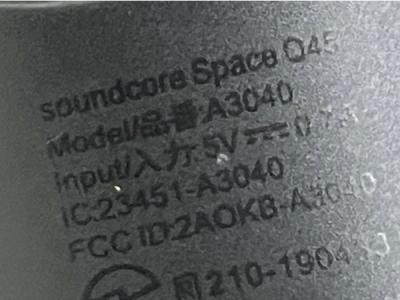 soundcore Space Q45
Model/品番:A3040
Input/入力:5V⎓
IC:23451-A3040
FCC ID:2AOKB-A3040
210-190